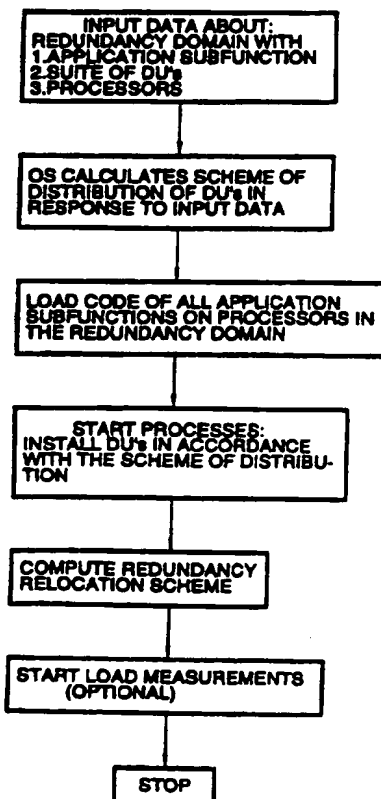 INPUT DATA ABOUT:
REDUNDANCY DOMAIN WITH
1.APPLICATION SUBFUNCTION
2.SUITE OF DU's
3.PROCESSORS
OS CALCULATES SCHEME OF
DISTRIBUTION OF DU's IN
RESPONSE TO INPUT DATA
LOAD CODE OF ALL APPLICATION
SUBFUNCTIONS ON PROCESSORS IN
THE REDUNDANCY DOMAIN
START PROCESSES:
INSTALL DU's IN ACCORDANCE
WITH THE SCHEME OF DISTRIBU-
TION
COMPUTE REDUNDANCY
RELOCATION SCHEME
START LOAD MEASUREMENTS
(OPTIONAL)
STOP